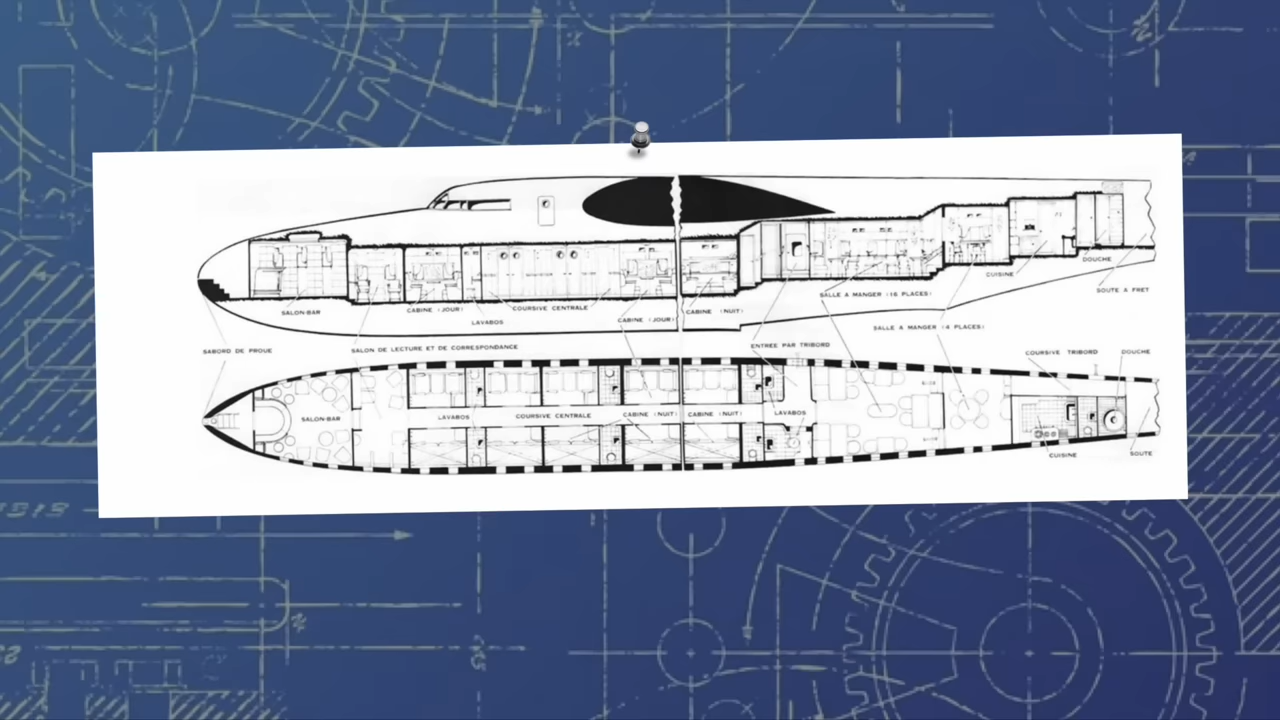 SALON-BAR
CABINE (JOUR)
LAVABOS
COURSIVE CENTRALE
CABINE (JOUR)
CABINE (NUIT)
SALLE A MANGER (16 PLACES)
CUISINE
DOUCHE
SOUTE A FRET
SALLE A MANGER (4 PLACES)
SABORD DE PROUE
SALON DE LECTURE ET DE CORRESPONDANCE
ENTREE PAR TRIBORD
COURSIVE TRIBORD
DOUCHE
SALON-BAR
LAVABOS
COURSIVE CENTRALE
CABINE (NUIT)
CABINE (NUIT)
LAVABOS
CUISINE
SOUTE